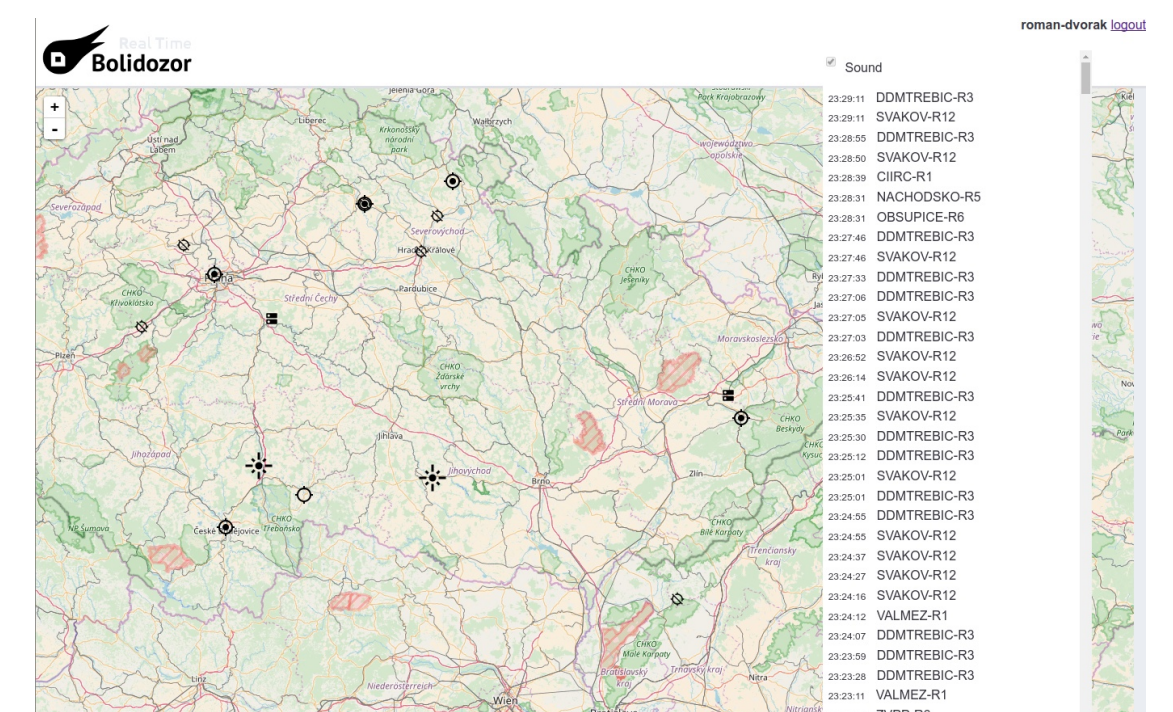 roman-dvorak logout
Real Time
Bolidozor
Sound
+
-
23:29:11 DDMTREBIC-R3
23:29:11 SVAKOV-R12
23:28:55 DDMTREBIC-R3
23:28:50 SVAKOV-R12
23:28:39 CIIRC-R1
23:28:31 NACHODSKO-R5
23:28:31 OBSUPICE-R6
23:27:46 DDMTREBIC-R3
23:27:46 SVAKOV-R12
23:27:33 DDMTREBIC-R3
23:27:06 DDMTREBIC-R3
23:27:05 SVAKOV-R12
23:27:03 DDMTREBIC-R3
23:26:52 SVAKOV-R12
23:26:14 SVAKOV-R12
23:25:41 DDMTREBIC-R3
23:25:35 SVAKOV-R12
23:25:30 DDMTREBIC-R3
23:25:12 DDMTREBIC-R3
23:25:01 SVAKOV-R12
23:25:01 DDMTREBIC-R3
23:24:55 DDMTREBIC-R3
23:24:55 SVAKOV-R12
23:24:37 SVAKOV-R12
23:24:27 SVAKOV-R12
23:24:16 SVAKOV-R12
23:24:12 VALMEZ-R1
23:24:07 DDMTREBIC-R3
23:23:59 DDMTREBIC-R3
23:23:28 DDMTREBIC-R3
23:23:11 VALMEZ-R1
Jelenia Góra
Park Krajobrazowy
Liberec
Wałbrzych
Krkonošský
národní
park
Ústí nad
Labem
województwo
opolskie
Severozápad
Severovýchod
Hradec Králové
CHKO
Jeseníky
CHKO
Křivoklátsko
Střední Čechy
Pardubice
Plzeň
Moravskoslezsko
CHKO
Žďárské
vrchy
Střední Morava
CHKO
Beskydy
Jihlava
Jihozápad
Jihovýchod
Brno
Zlín
CHKO
Třeboňsko
NP Šumava
CHKO
Bílé Karpaty
Trenčiansky
kraj
CHKO
Malé Karpaty
Bratislavský
kraj
Trnavský kraj
Nitra
Linz
Niederösterreich
Wien